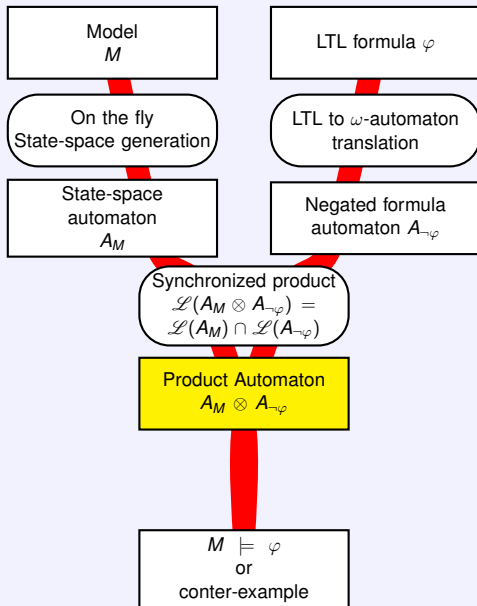 Model
M
LTL formula φ
On the fly
State-space generation
LTL to ω-automaton
translation
State-space
automaton
A_M
Negated formula
automaton A_¬φ
Synchronized product
ℒ(A_M ⊗ A_¬φ) =
ℒ(A_M) ∩ ℒ(A_¬φ)
Product Automaton
A_M ⊗ A_¬φ
M ⊨ φ
or
conter-example